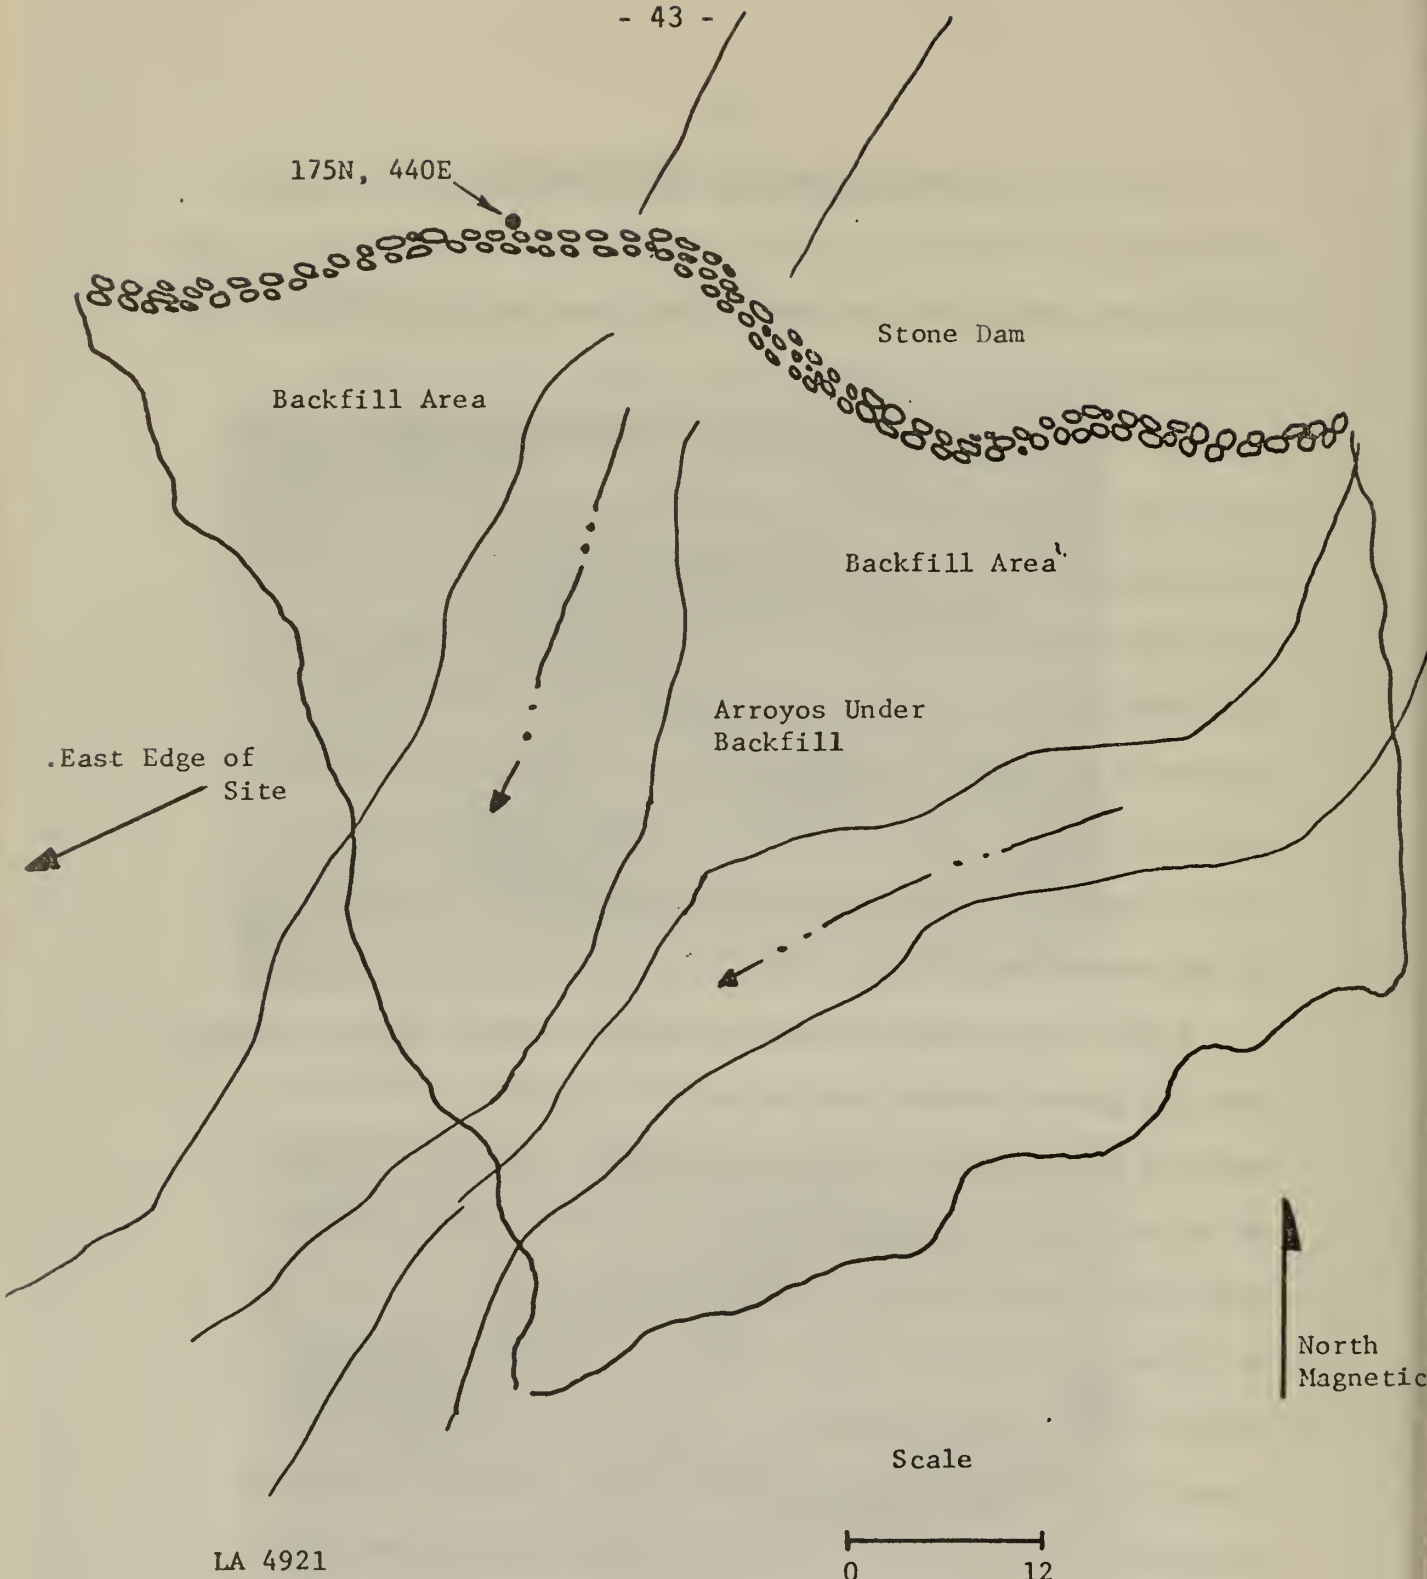 - 43 -
175N, 440E
Stone Dam
Backfill Area
Backfill Area
Arroyos Under
Backfill
East Edge of
Site
North
Magnetic
Scale
0 12
LA 4921